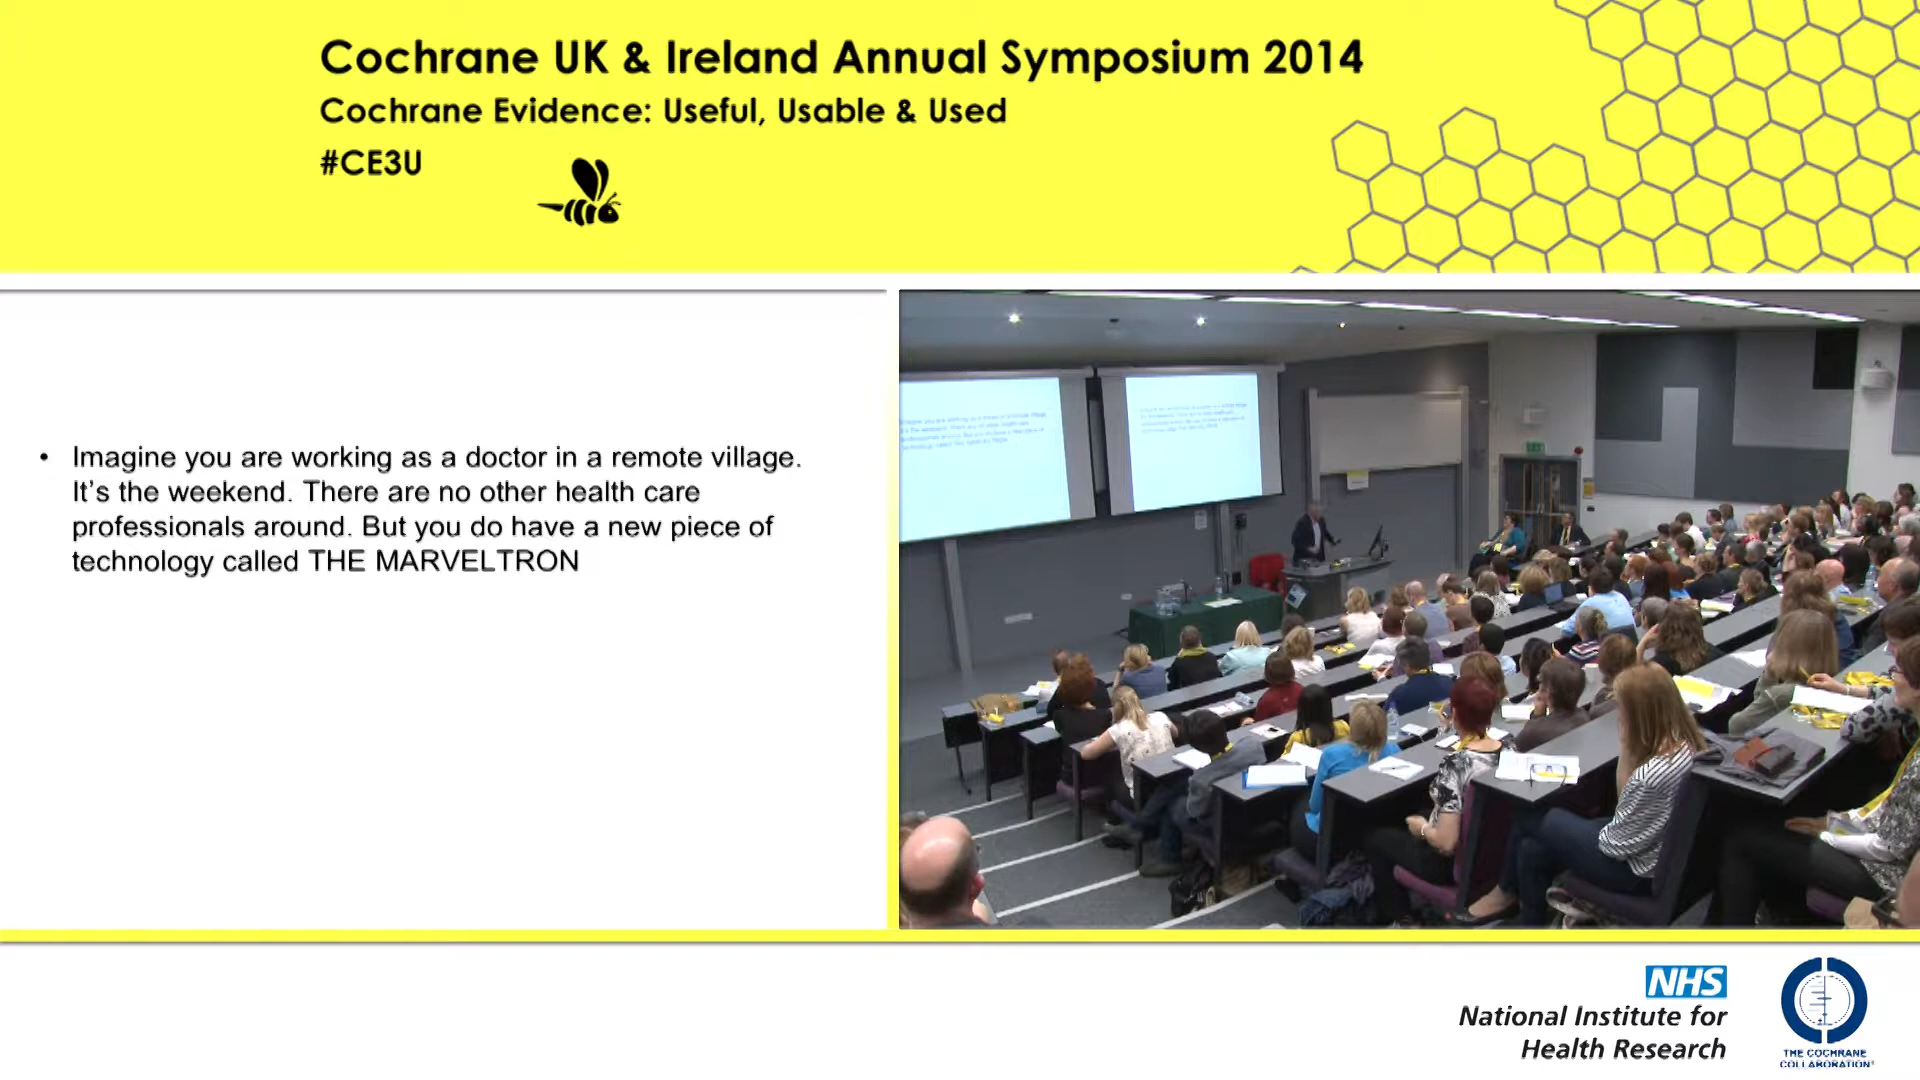 Cochrane UK & Ireland Annual Symposium 2014
Cochrane Evidence: Useful, Usable & Used
#CE3U
• Imagine you are working as a doctor in a remote village.
It’s the weekend. There are no other health care
professionals around. But you do have a new piece of
technology called THE MARVELTRON
NHS
National Institute for
Health Research
THE COCHRANE
COLLABORATION®